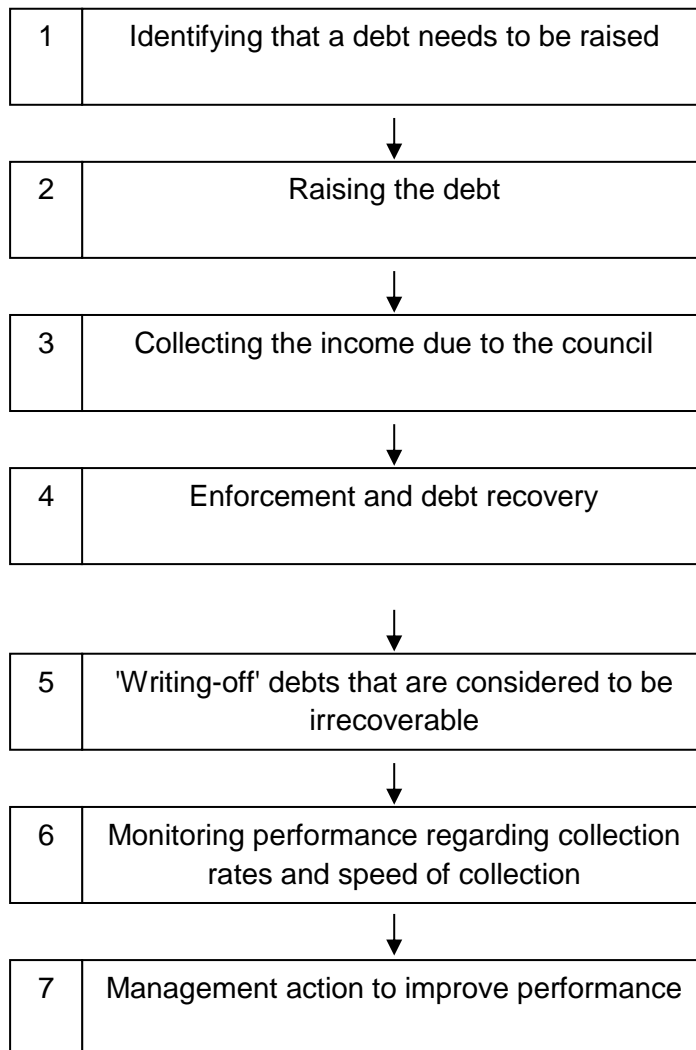 1 Identifying that a debt needs to be raised
2 Raising the debt
3 Collecting the income due to the council
4 Enforcement and debt recovery
5 'Writing-off' debts that are considered to be
irrecoverable
6 Monitoring performance regarding collection
rates and speed of collection
7 Management action to improve performance